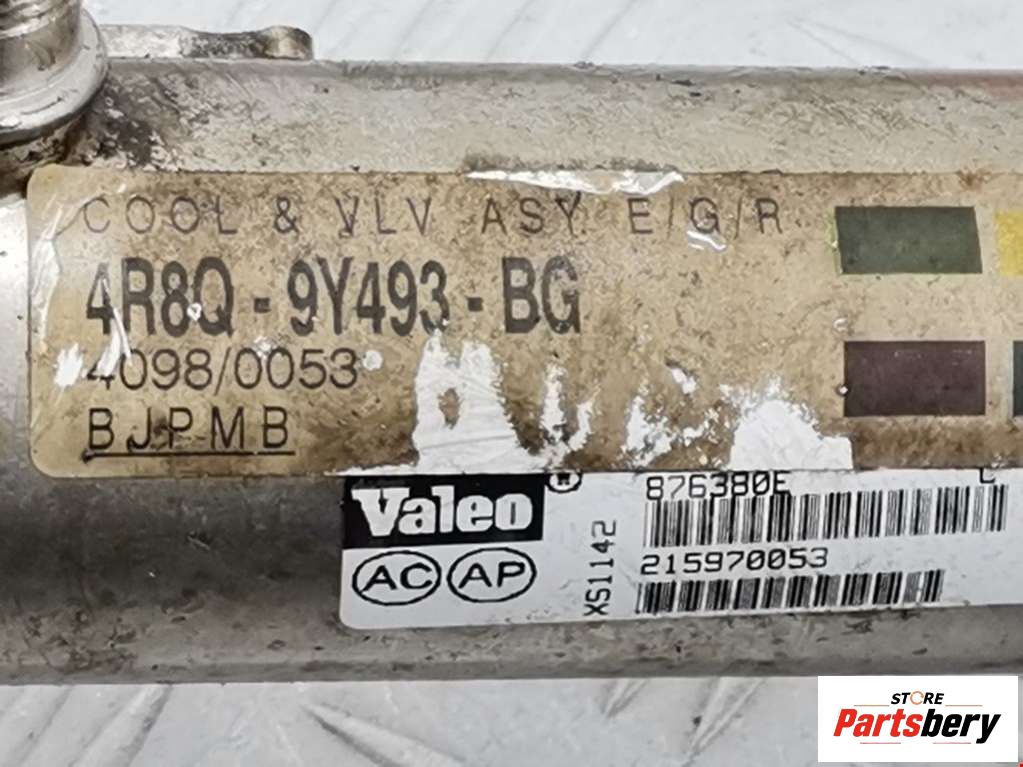 COOL & VLV ASY E/G/R
4R8Q-9Y493-BG
4098/0053
BJPMB
Valeo®
876380E L
XS1142
215970053
AC AP
STORE
Partsbery